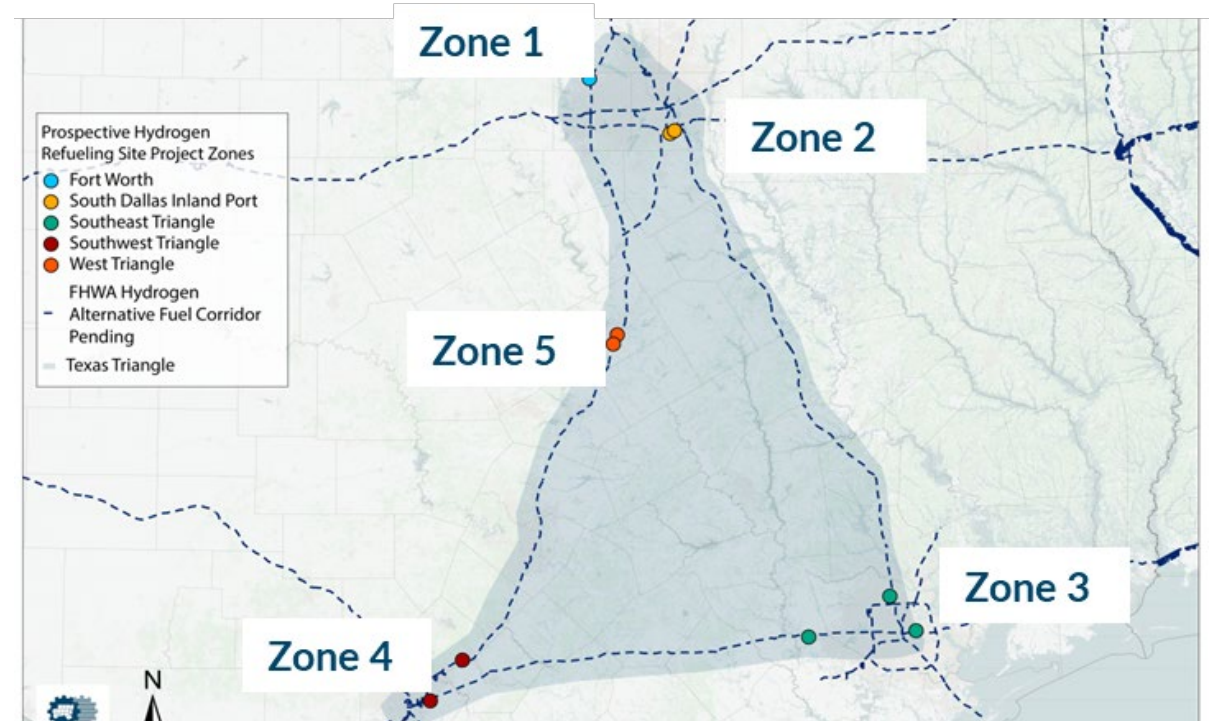 Zone 1
Zone 2
Prospective Hydrogen
Refueling Site Project Zones
Fort Worth
South Dallas Inland Port
Southeast Triangle
Southwest Triangle
West Triangle
FHWA Hydrogen
Alternative Fuel Corridor
Pending
Texas Triangle
Zone 5
Zone 3
Zone 4
N